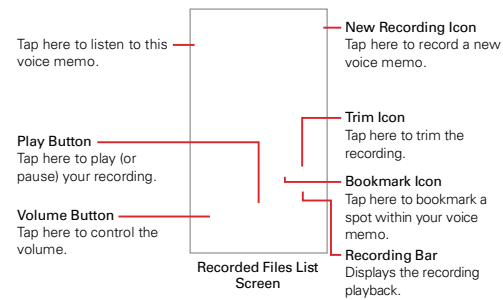 Tap here to listen to this
voice memo.
Play Button
Tap here to play (or
pause) your recording.
Volume Button
Tap here to control the
volume.
New Recording Icon
Tap here to record a new
voice memo.
Trim Icon
Tap here to trim the
recording.
Bookmark Icon
Tap here to bookmark a
spot within your voice
memo.
Recording Bar
Displays the recording
playback.
Recorded Files List
Screen